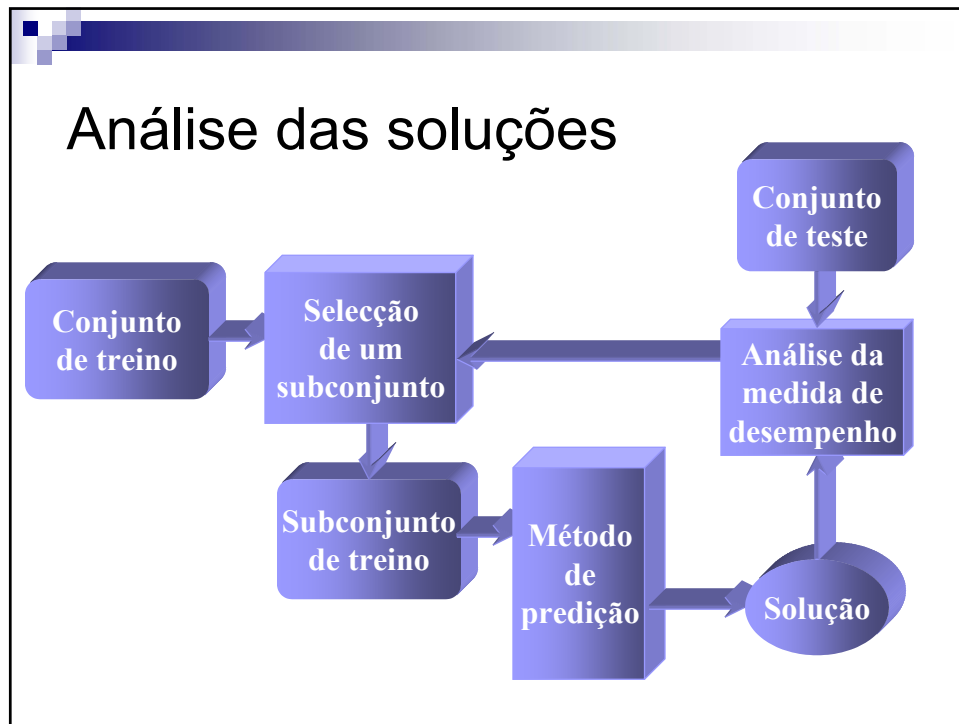 Análise das soluções
Conjunto
de teste
Conjunto
de treino
Selecção
de um
subconjunto
Análise da
medida de
desempenho
Subconjunto
de treino
Método
de
predição
Solução